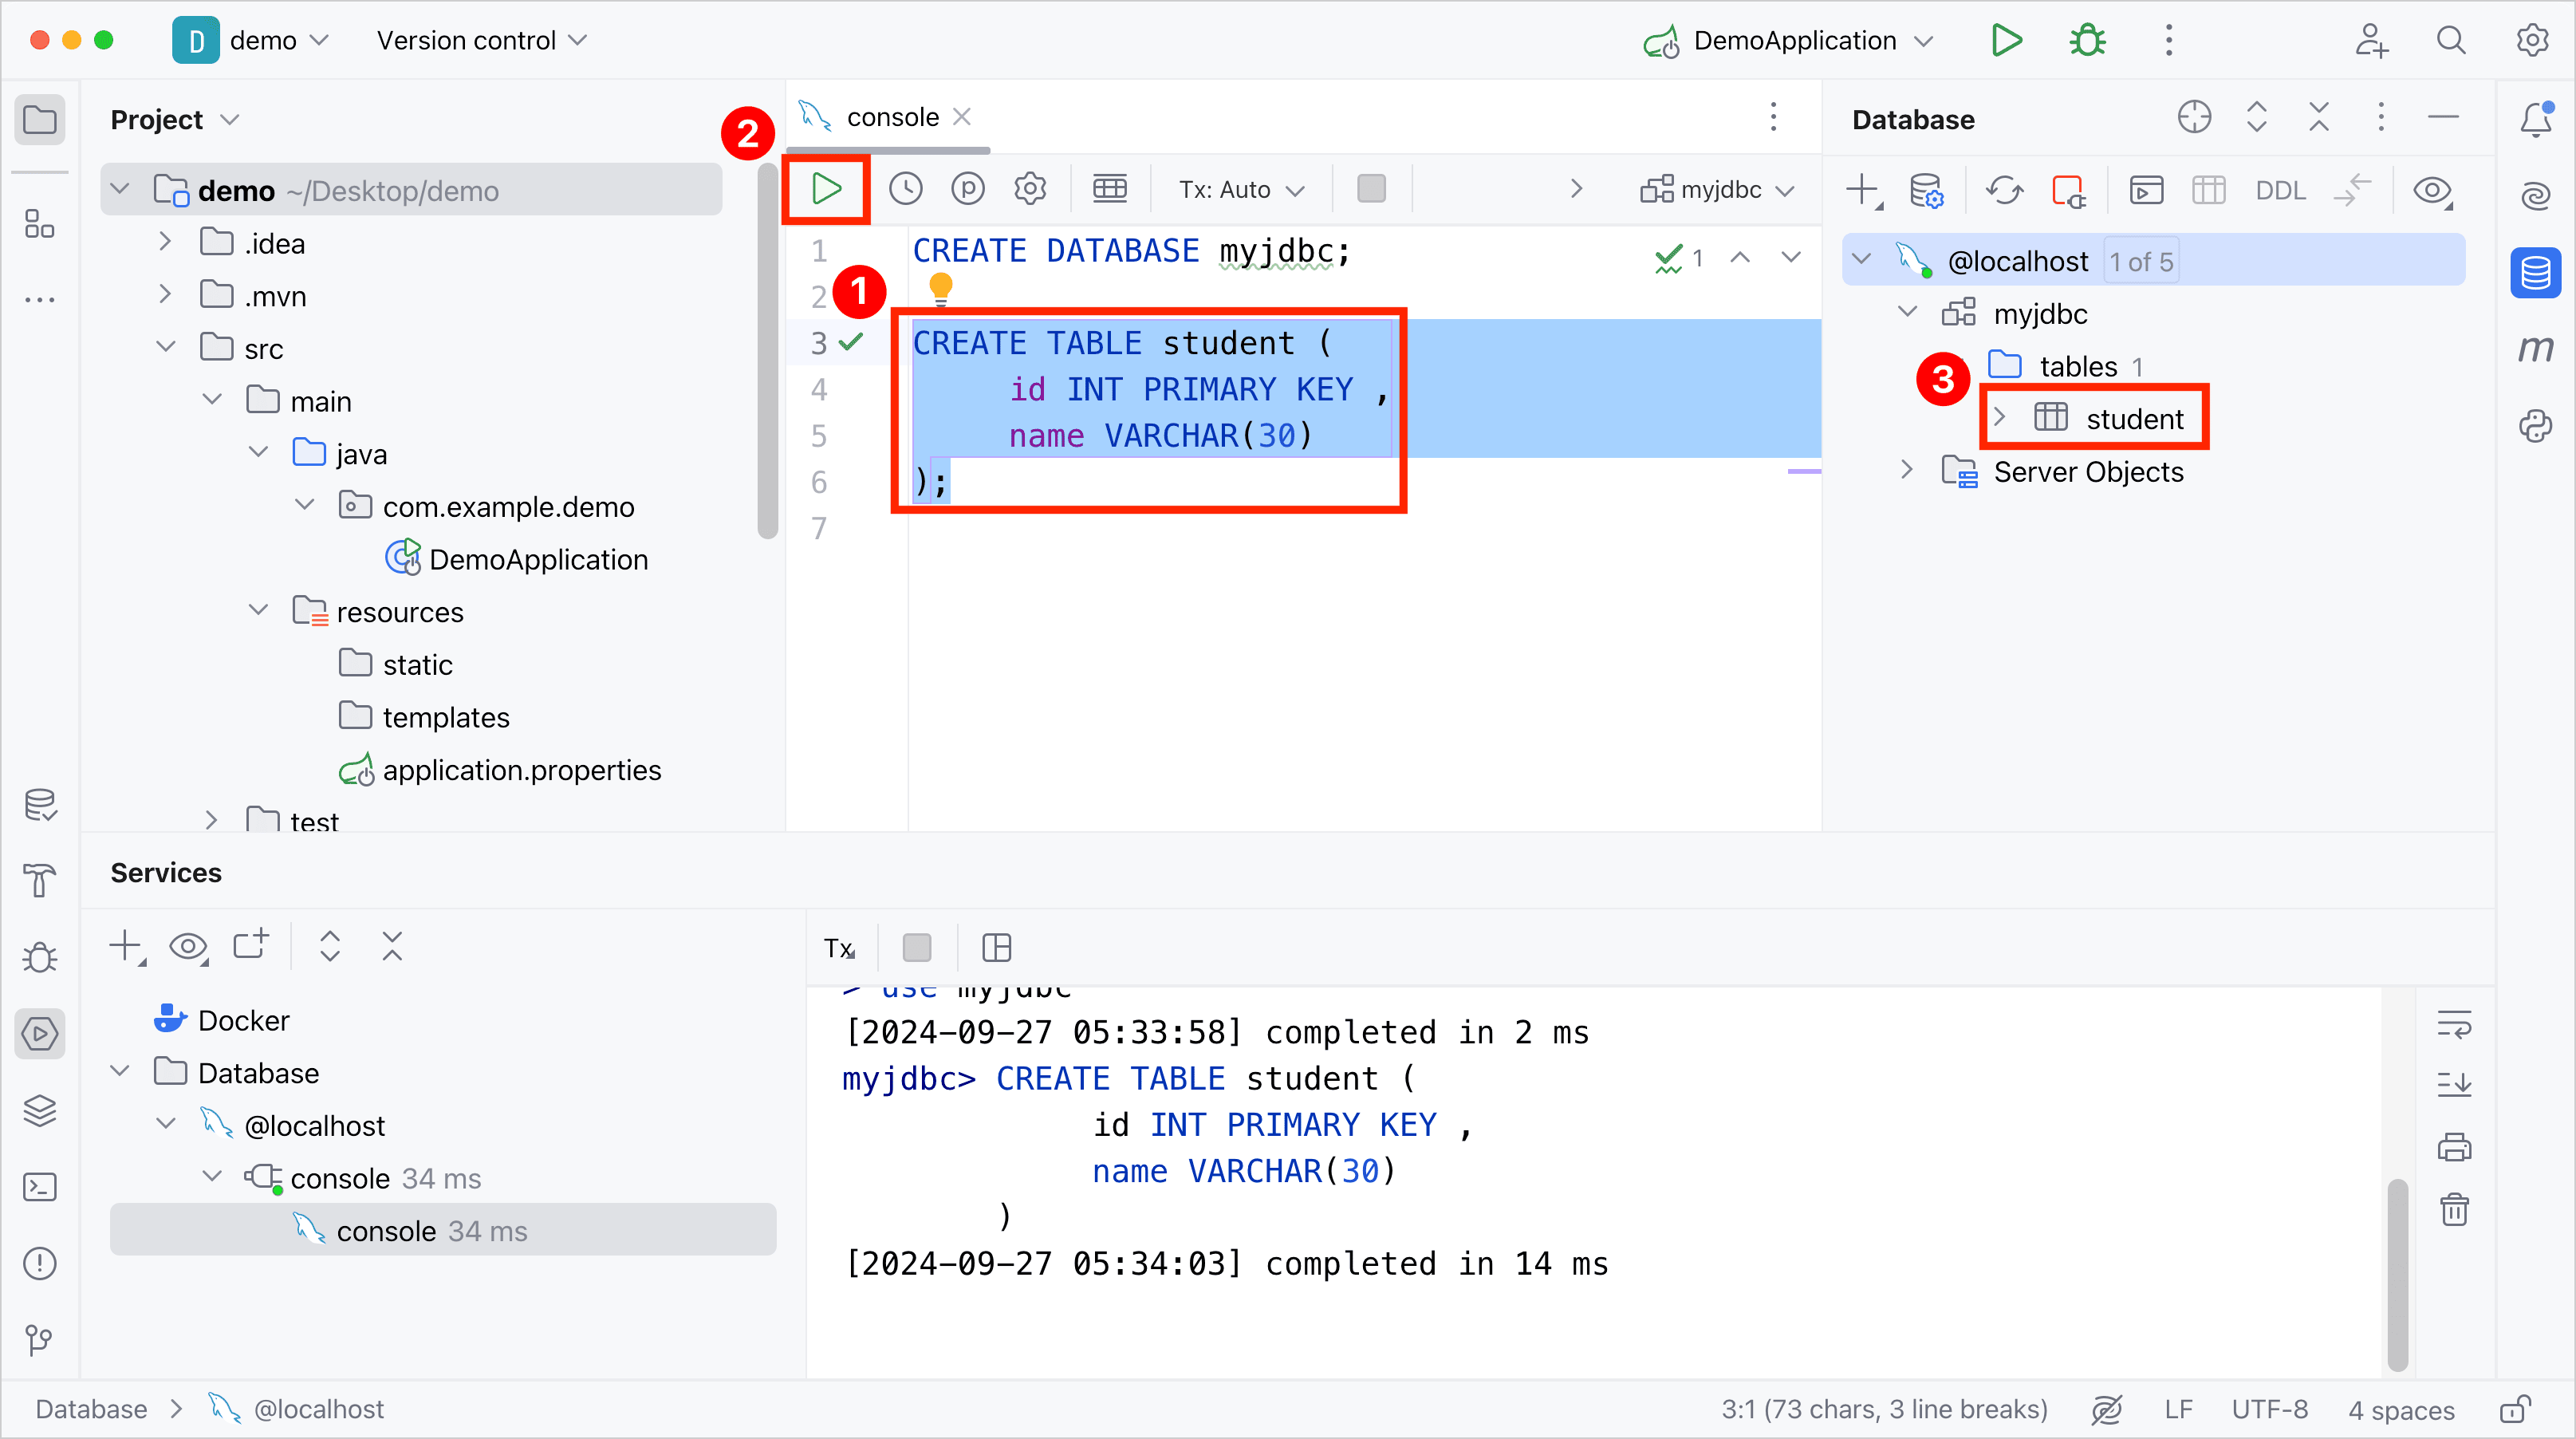 D demo Version control DemoApplication
Project
demo ~/Desktop/demo
.idea
.mvn
src
main
java
com.example.demo
DemoApplication
resources
static
templates
application.properties
test
2
console
Tx: Auto myjdbc
1 CREATE DATABASE myjdbc; 1
2
1
3 CREATE TABLE student (
4 id INT PRIMARY KEY ,
5 name VARCHAR(30)
6 );
7
Database
DDL
@localhost 1 of 5
myjdbc
tables 1
3
student
Server Objects
m
Services
Docker
Database
@localhost
console 34 ms
console 34 ms
Tx
> use myjdbc
[2024-09-27 05:33:58] completed in 2 ms
myjdbc> CREATE TABLE student (
id INT PRIMARY KEY ,
name VARCHAR(30)
)
[2024-09-27 05:34:03] completed in 14 ms
Database @localhost 3:1 (73 chars, 3 line breaks) LF UTF-8 4 spaces